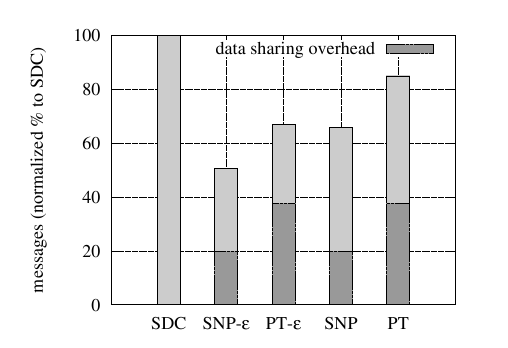 messages (normalized % to SDC)
100
80
60
40
20
0
data sharing overhead
SDC SNP-ε PT-ε SNP PT